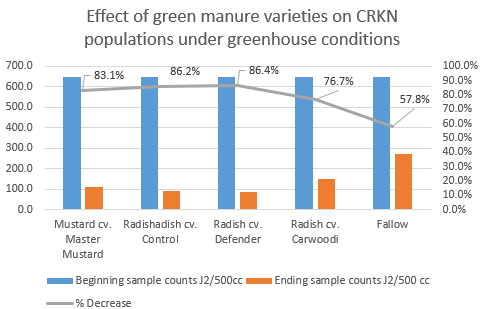 Effect of green manure varieties on CRKN
populations under greenhouse conditions
700.0
600.0
500.0
400.0
300.0
200.0
100.0
0.0
83.1%
86.2%
86.4%
76.7%
57.8%
100.0%
90.0%
80.0%
70.0%
60.0%
50.0%
40.0%
30.0%
20.0%
10.0%
0.0%
Mustard cv.
Master
Mustard
Radishadish cv.
Control
Radish cv.
Defender
Radish cv.
Carwoodi
Fallow
Beginning sample counts J2/500cc
Ending sample counts J2/500 cc
% Decrease